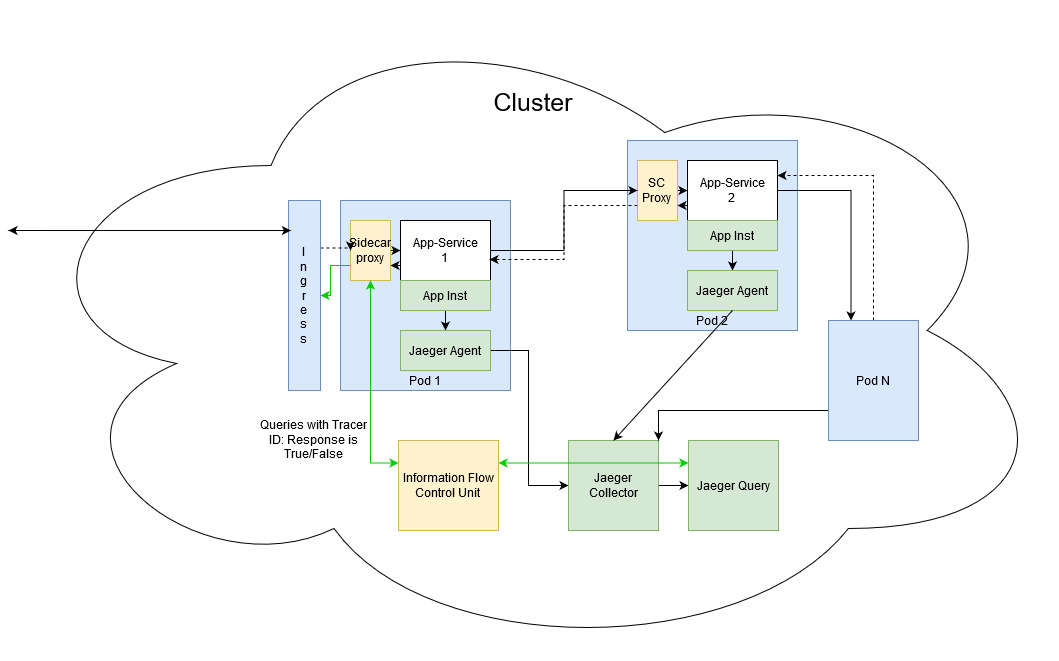 Cluster
SC
Proxy
App-Service
2
App Inst
Jaeger Agent
Pod 2
Ingress
Sidecar
proxy
App-Service
1
App Inst
Jaeger Agent
Pod 1
Pod N
Queries with Tracer
ID: Response is
True/False
Information Flow
Control Unit
Jaeger
Collector
Jaeger Query